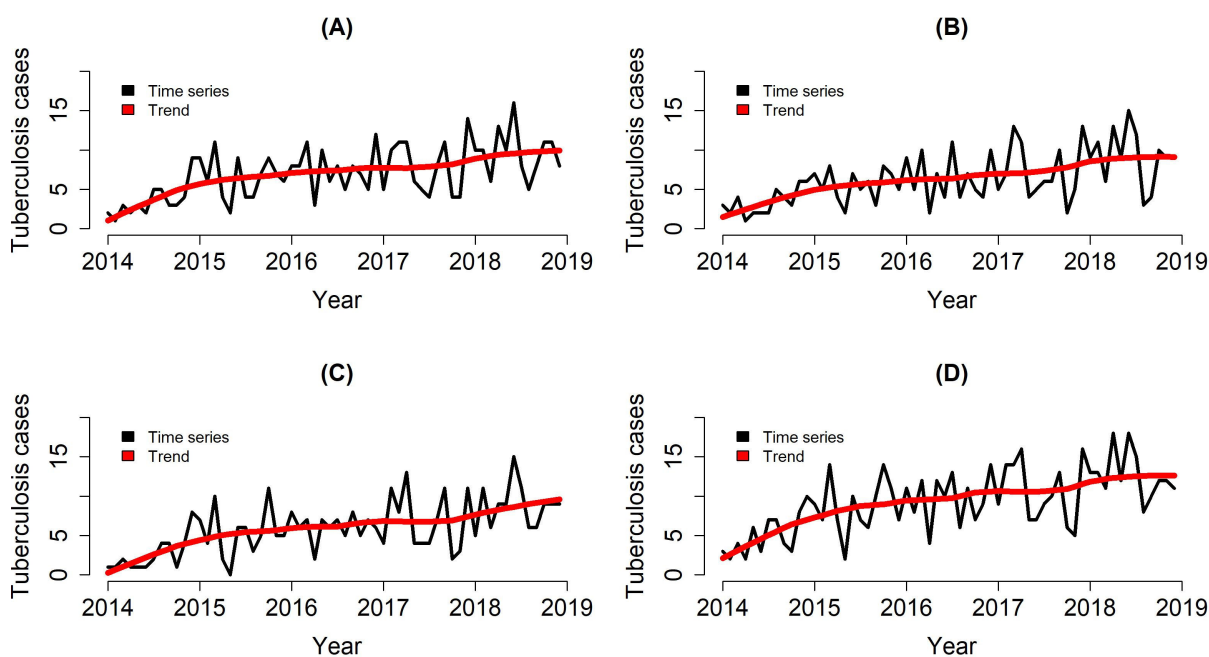 (A)
Tuberculosis cases
15
5
0
Time series
Trend
2014 2015 2016 2017 2018 2019
Year
(B)
Tuberculosis cases
15
5
0
Time series
Trend
2014 2015 2016 2017 2018 2019
Year
(C)
Tuberculosis cases
15
5
0
Time series
Trend
2014 2015 2016 2017 2018 2019
Year
(D)
Tuberculosis cases
15
5
0
Time series
Trend
2014 2015 2016 2017 2018 2019
Year